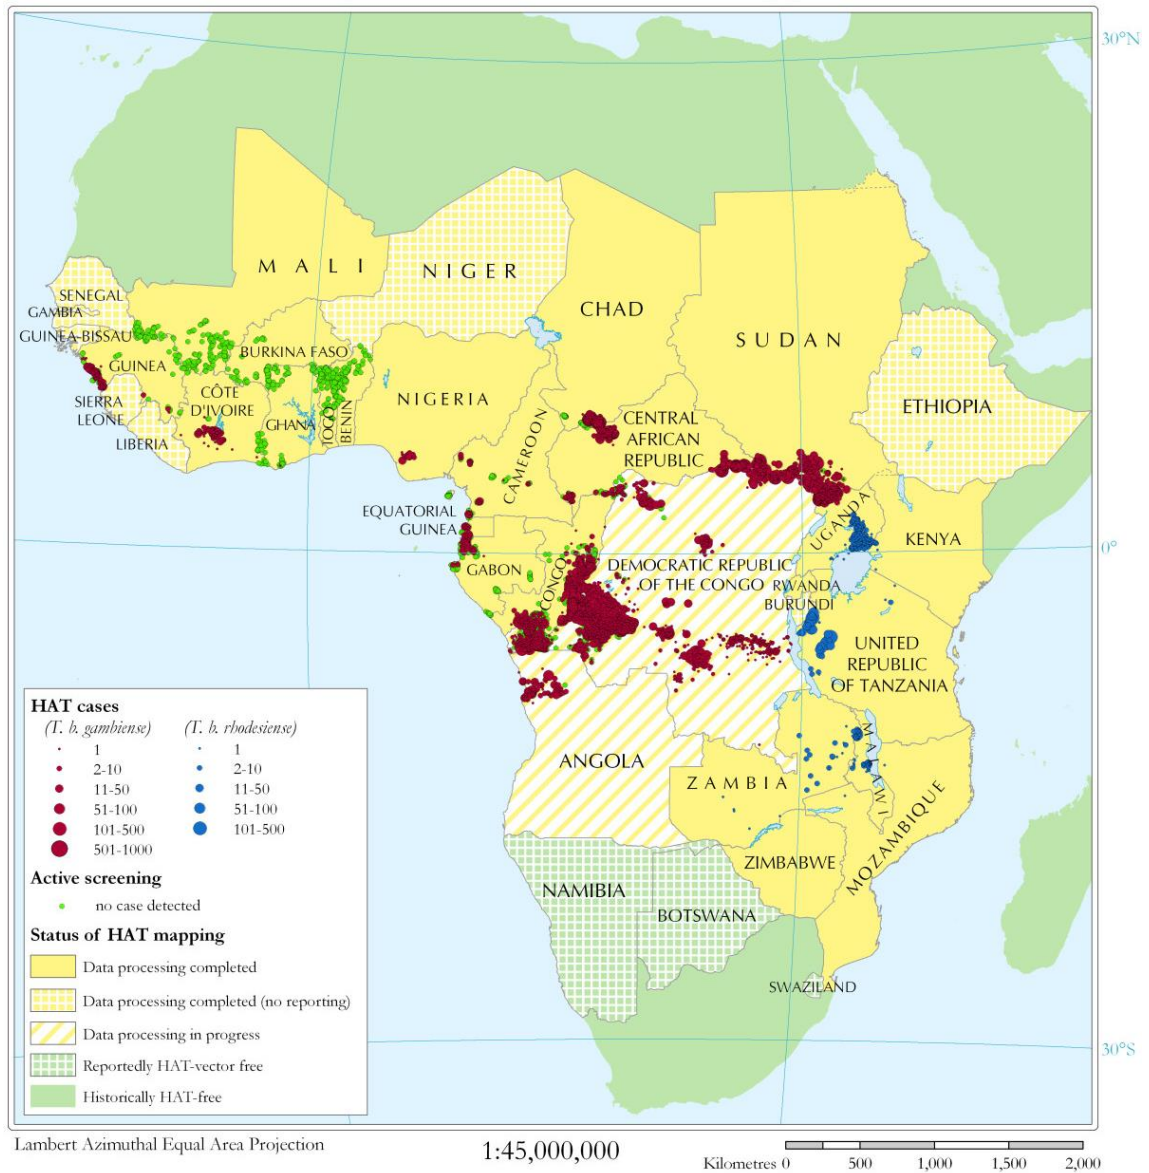 30°N
MALI
NIGER
CHAD
SUDAN
SENEGAL
GAMBIA
GUINEA-BISSAU
GUINEA
BURKINA FASO
SIERRA
LEONE
LIBERIA
CÔTE
D'IVOIRE
GHANA
TOGO
BENIN
NIGERIA
CAMEROON
CENTRAL
AFRICAN
REPUBLIC
ETHIOPIA
EQUATORIAL
GUINEA
GABON
CONGO
DEMOCRATIC REPUBLIC
OF THE CONGO
UGANDA
KENYA
0°
RWANDA
BURUNDI
UNITED
REPUBLIC
OF TANZANIA
ANGOLA
ZAMBIA
MALAWI
MOZAMBIQUE
ZIMBABWE
NAMIBIA
BOTSWANA
SWAZILAND
30°S
HAT cases
(T. b. gambiense) (T. b. rhodesiense)
1 1
2-10 2-10
11-50 11-50
51-100 51-100
101-500 101-500
501-1000
Active screening
no case detected
Status of HAT mapping
Data processing completed
Data processing completed (no reporting)
Data processing in progress
Reportedly HAT-vector free
Historically HAT-free
Lambert Azimuthal Equal Area Projection
1:45,000,000
Kilometres 0 500 1,000 1,500 2,000